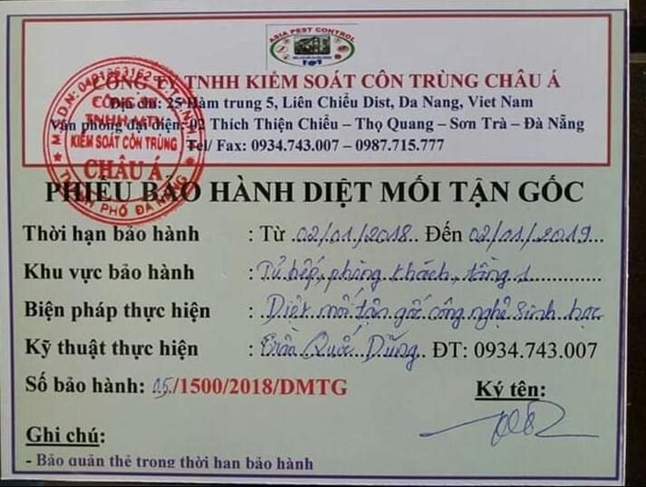 ASIA PEST CONTROL
CÔNG TY TNHH KIỂM SOÁT CÔN TRÙNG CHÂU Á
Địa chỉ: 25 Hàm trung 5, Liên Chiểu Dist, Da Nang, Viet Nam
Văn phòng đại diện: 02 Thích Thiện Chiếu – Thọ Quang – Sơn Trà – Đà Nẵng
Tel/ Fax: 0934.743.007 – 0987.715.777
CÔNG TY
TNHH MTV
KIỂM SOÁT CÔN TRÙNG
CHÂU Á
PHIẾU BẢO HÀNH DIỆT MỐI TẬN GỐC
Thời hạn bảo hành : Từ 02/01/2018 Đến 02/01/2019
Khu vực bảo hành : Tủ bếp, phòng khách, tầng 1
Biện pháp thực hiện : Diệt mối tận gốc công nghệ sinh học
Kỹ thuật thực hiện : Trần Quốc Dũng ĐT: 0934.743.007
Số bảo hành: 05/1500/2018/DMTG Ký tên:
Ghi chú:
- Bảo quản thẻ trong thời hạn bảo hành